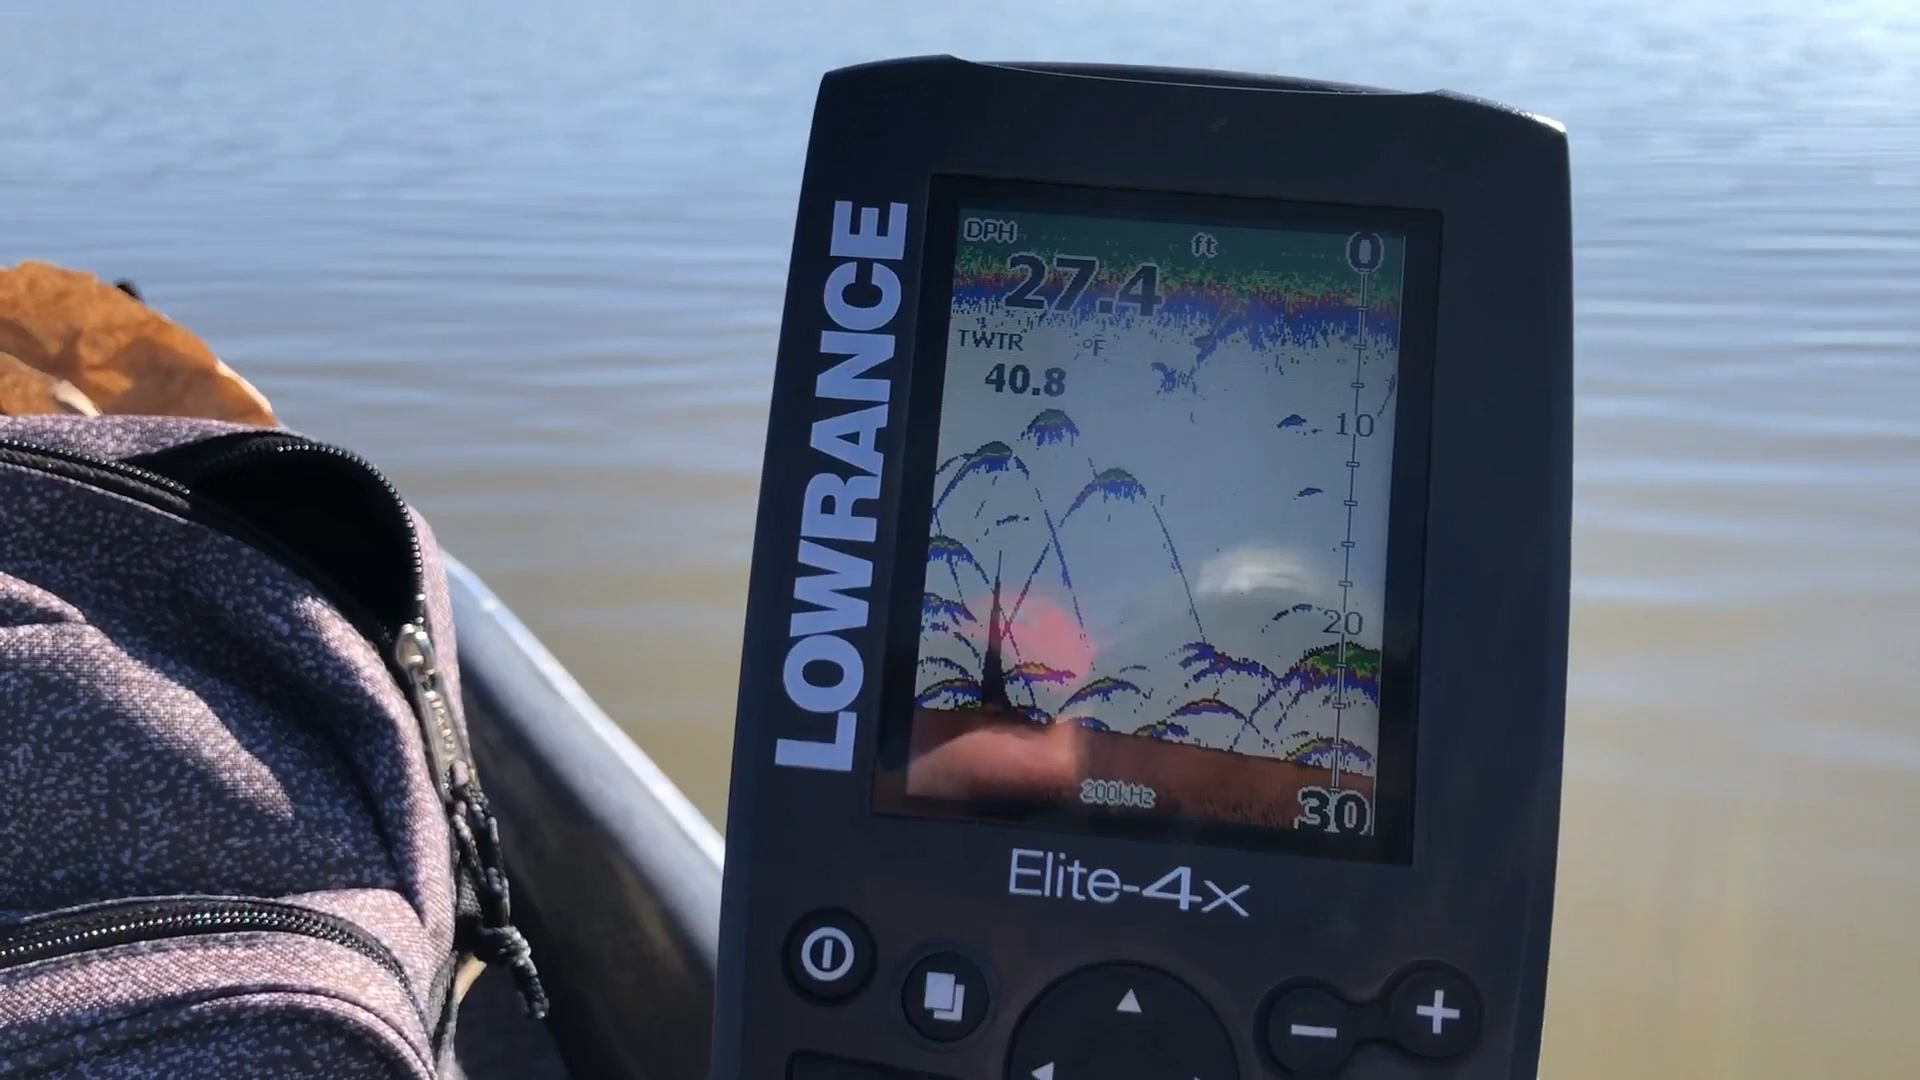 LOWRANCE
DPH ft 0
27.4
TWTR °F
40.8
10
20
200kHz
30
Elite-4x